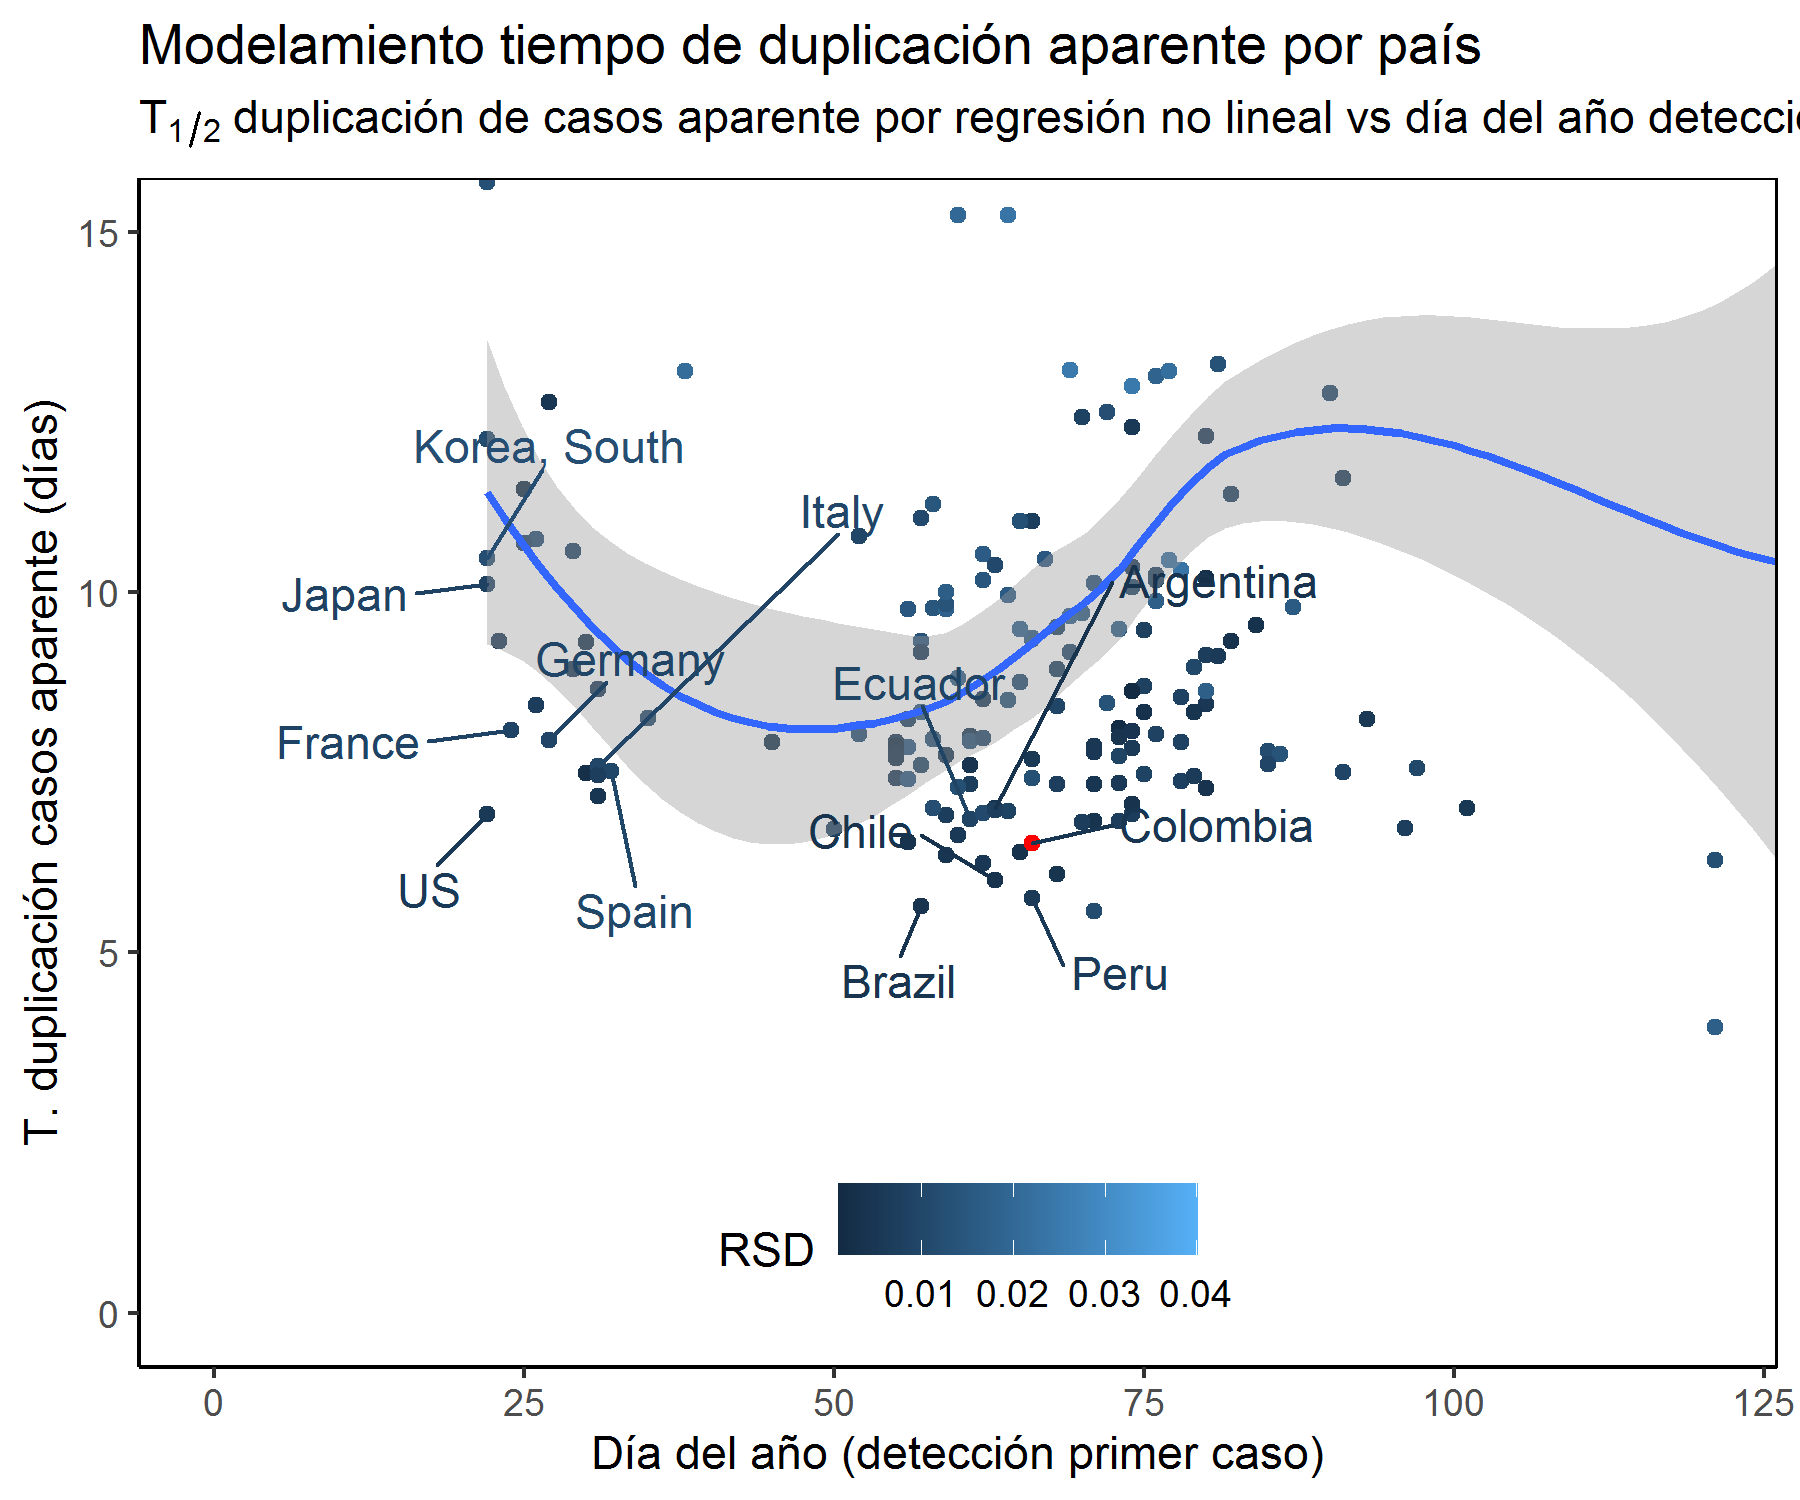 Modelamiento tiempo de duplicación aparente por país
T1/2 duplicación de casos aparente por regresión no lineal vs día del año detecci
T. duplicación casos aparente (días)
15
10
5
0
Korea, South
Italy
Japan
Argentina
Germany
Ecuador
France
Chile
Colombia
US
Spain
Brazil
Peru
RSD
0.01 0.02 0.03 0.04
0 25 50 75 100 125
Día del año (detección primer caso)